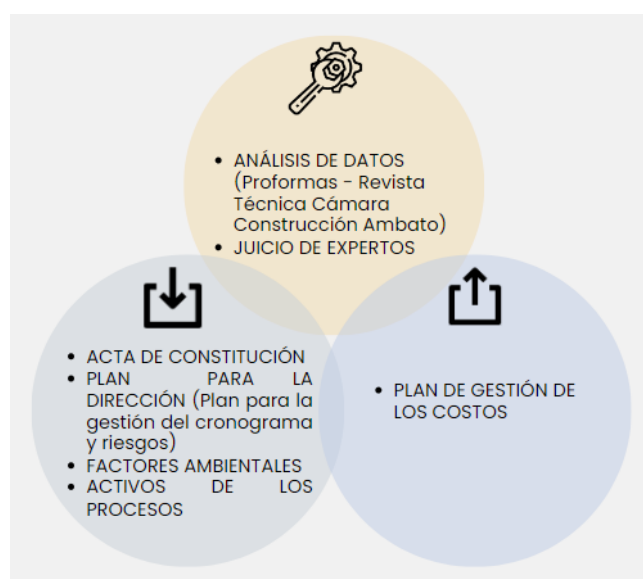 • ANÁLISIS DE DATOS
(Proformas - Revista
Técnica Cámara
Construcción Ambato)
• JUICIO DE EXPERTOS
• ACTA DE CONSTITUCIÓN
• PLAN PARA LA
DIRECCIÓN (Plan para la
gestión del cronograma
y riesgos)
• FACTORES AMBIENTALES
• ACTIVOS DE LOS
PROCESOS
• PLAN DE GESTIÓN DE
LOS COSTOS